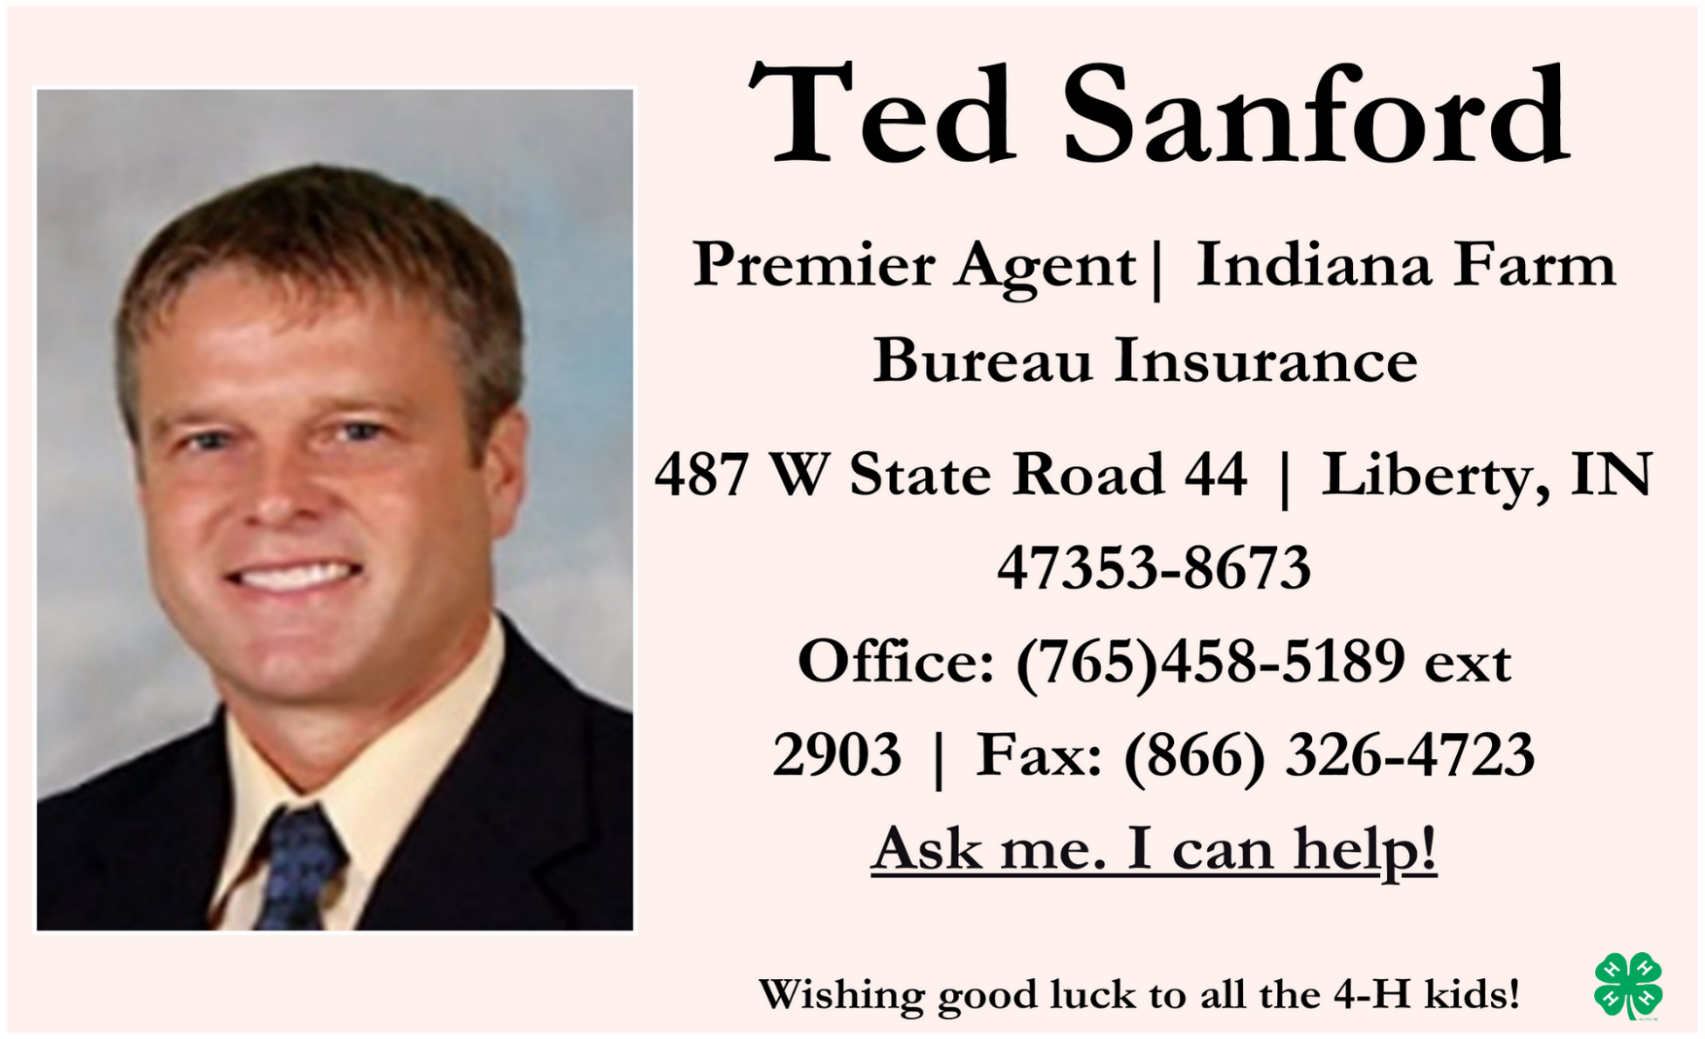 Ted Sanford
Premier Agent| Indiana Farm
Bureau Insurance
487 W State Road 44 | Liberty, IN
47353-8673
Office: (765)458-5189 ext
2903 | Fax: (866) 326-4723
Ask me. I can help!
Wishing good luck to all the 4-H kids!
H H
H H